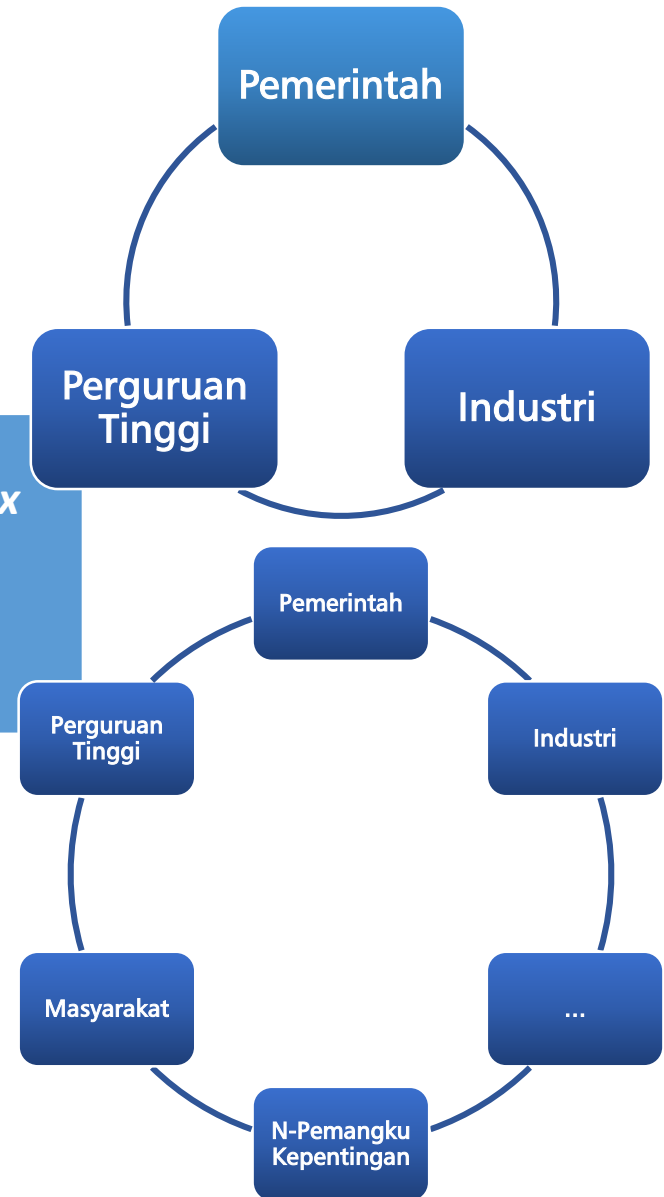 Pemerintah
Perguruan
Tinggi
Industri
x
Pemerintah
Perguruan
Tinggi
Industri
Masyarakat
...
N-Pemangku
Kepentingan